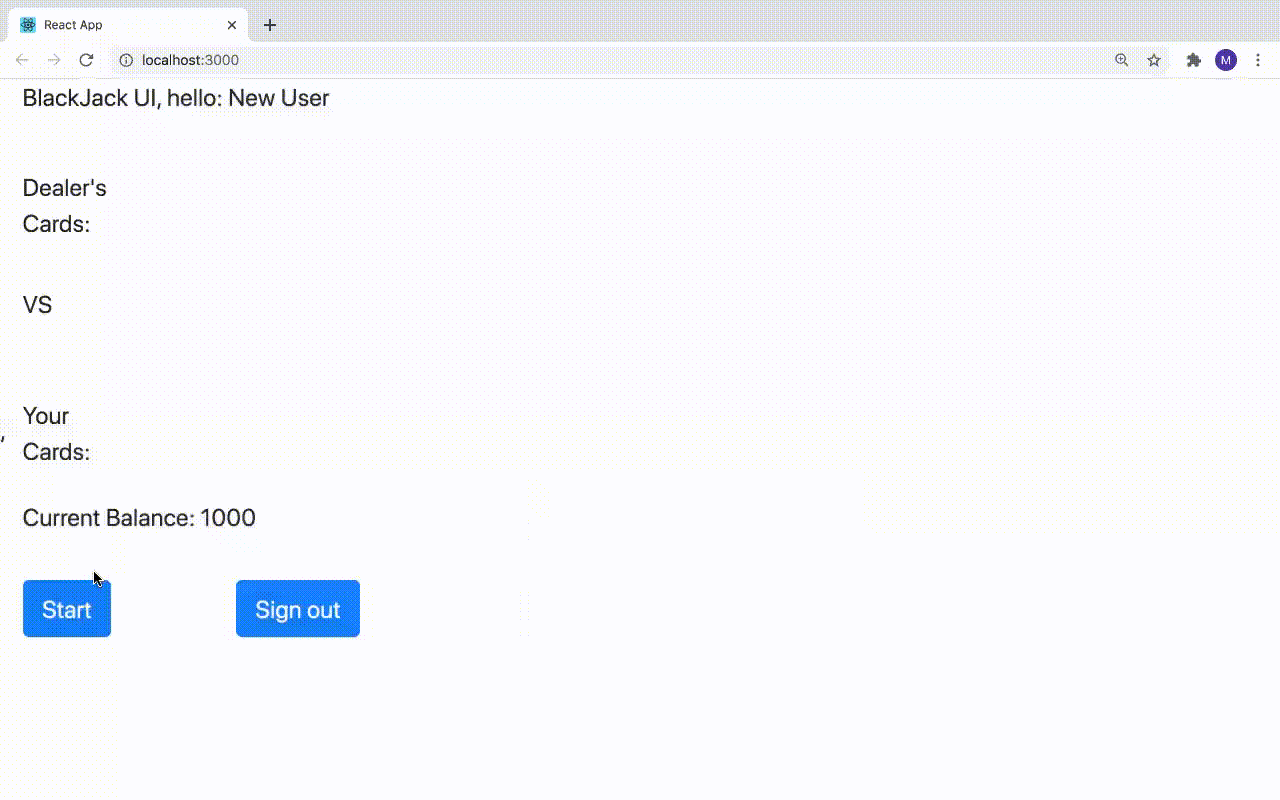 React App
localhost:3000
M
BlackJack UI, hello: New User
Dealer's
Cards:
VS
Your
Cards:
,
Current Balance: 1000
Start
Sign out